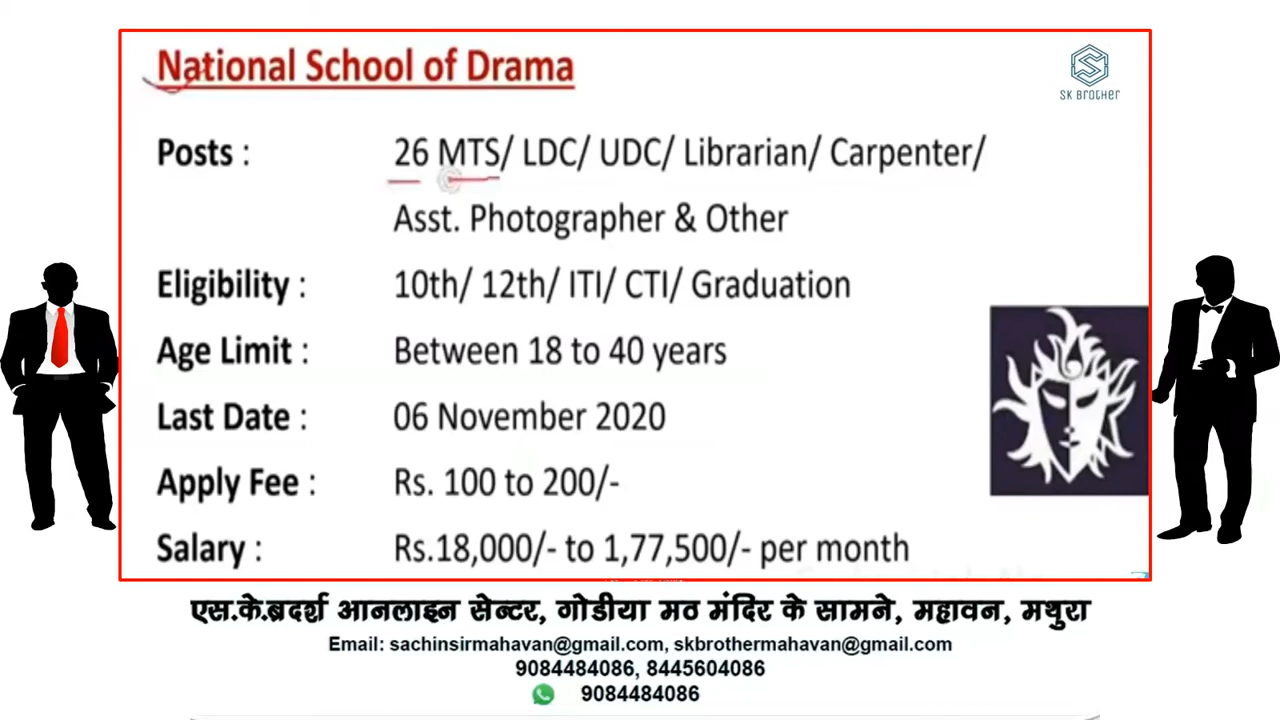 National School of Drama
SK BROTHER
Posts : 26 MTS/ LDC/ UDC/ Librarian/ Carpenter/
Asst. Photographer & Other
Eligibility : 10th/ 12th/ ITI/ CTI/ Graduation
Age Limit : Between 18 to 40 years
Last Date : 06 November 2020
Apply Fee : Rs. 100 to 200/-
Salary : Rs.18,000/- to 1,77,500/- per month
एस.के.ब्रदर्श आनलाइन सेन्टर, गोडीया मठ मंदिर के सामने, महावन, मथुरा
Email: sachinsirmahavan@gmail.com, skbrothermahavan@gmail.com
9084484086, 8445604086
9084484086